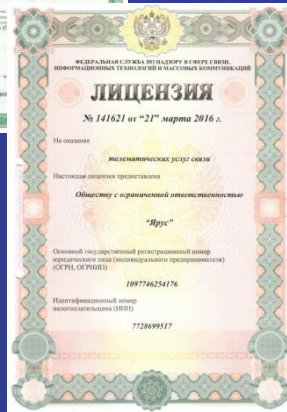 ФЕДЕРАЛЬНАЯ СЛУЖБА ПО НАДЗОРУ В СФЕРЕ СВЯЗИ,
ИНФОРМАЦИОННЫХ ТЕХНОЛОГИЙ И МАССОВЫХ КОММУНИКАЦИЙ
ЛИЦЕНЗИЯ
№ 141621 от “21” марта 2016 г.
На оказание
телематических услуг связи
Настоящая лицензия предоставлена
Обществу с ограниченной ответственностью
“Ярус”
Основной государственный регистрационный номер
юридического лица (индивидуального предпринимателя)
(ОГРН, ОГРНИП)
1097746254176
Идентификационный номер
налогоплательщика (ИНН)
7728699517